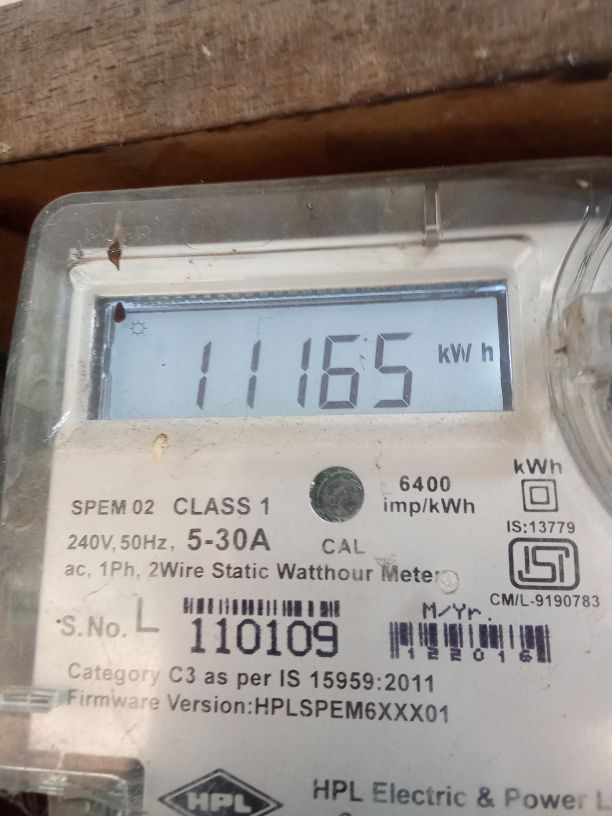 11165 kWh
6400
imp/kWh
kWh
SPEM 02 CLASS 1
IS:13779
240V, 50Hz, 5-30A
CAL
ac, 1Ph, 2Wire Static Watthour Meter
ISI
CM/L-9190783
S.No. L 110109
M/Yr.
122016
Category C3 as per IS 15959:2011
Firmware Version:HPLSPEM6XXX01
HPL
HPL Electric & Power L